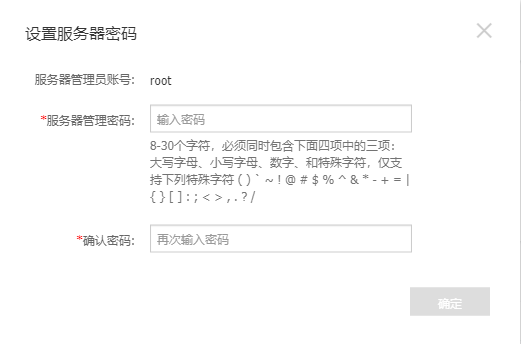 设置服务器密码
服务器管理员账号: root
*服务器管理密码: 输入密码
8-30个字符，必须同时包含下面四项中的三项：
大写字母、小写字母、数字、和特殊字符，仅支
持下列特殊字符 ( ) ` ~ ! @ # $ % ^ & * - + = |
{ } [ ] : ; < > , . ? /
*确认密码: 再次输入密码
确定